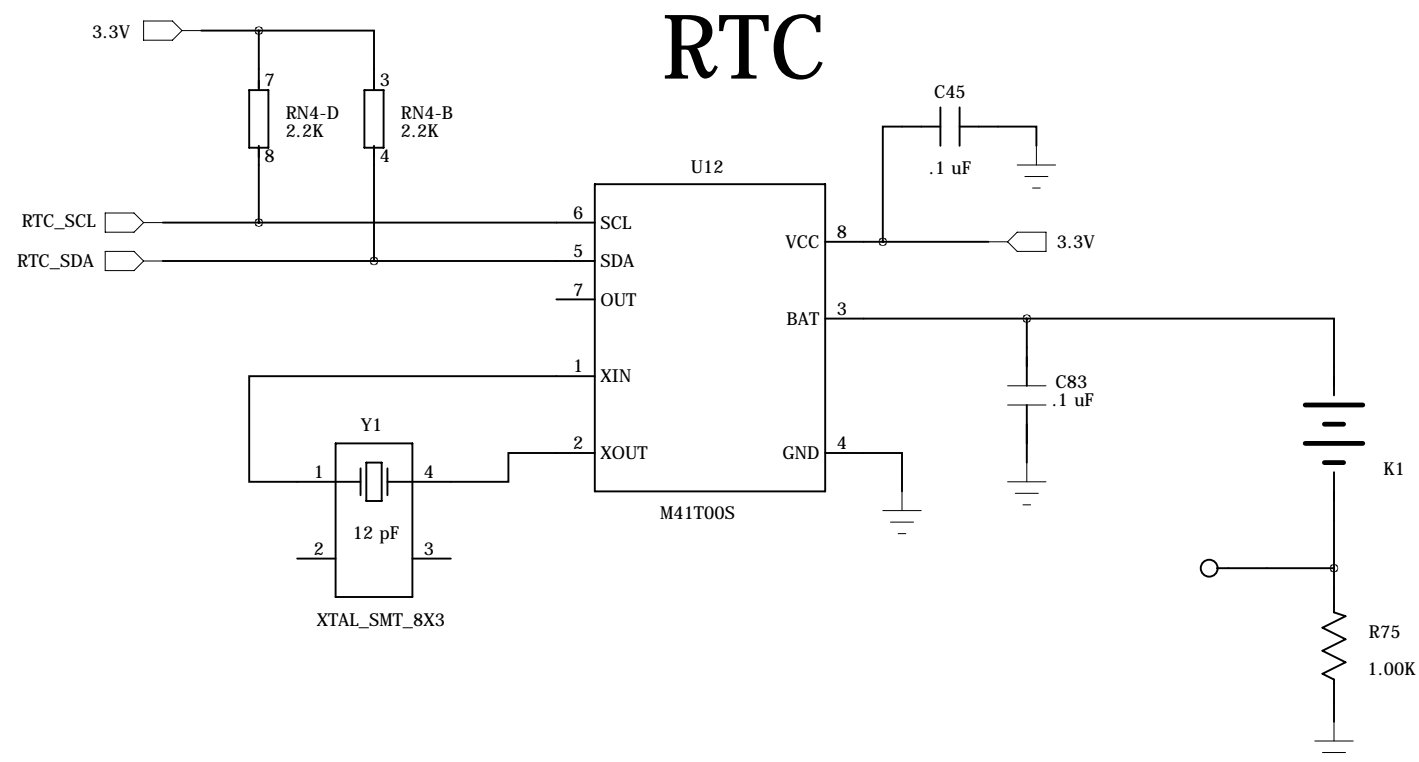 RTC
3.3V
7
3
RN4-D
2.2K
RN4-B
2.2K
8
4
C45
.1 uF
U12
RTC_SCL
6
SCL
RTC_SDA
5
SDA
7
OUT
1
XIN
2
XOUT
VCC
8
3.3V
BAT
3
GND
4
M41T00S
C83
.1 uF
K1
Y1
1
4
12 pF
2
3
XTAL_SMT_8X3
R75
1.00K